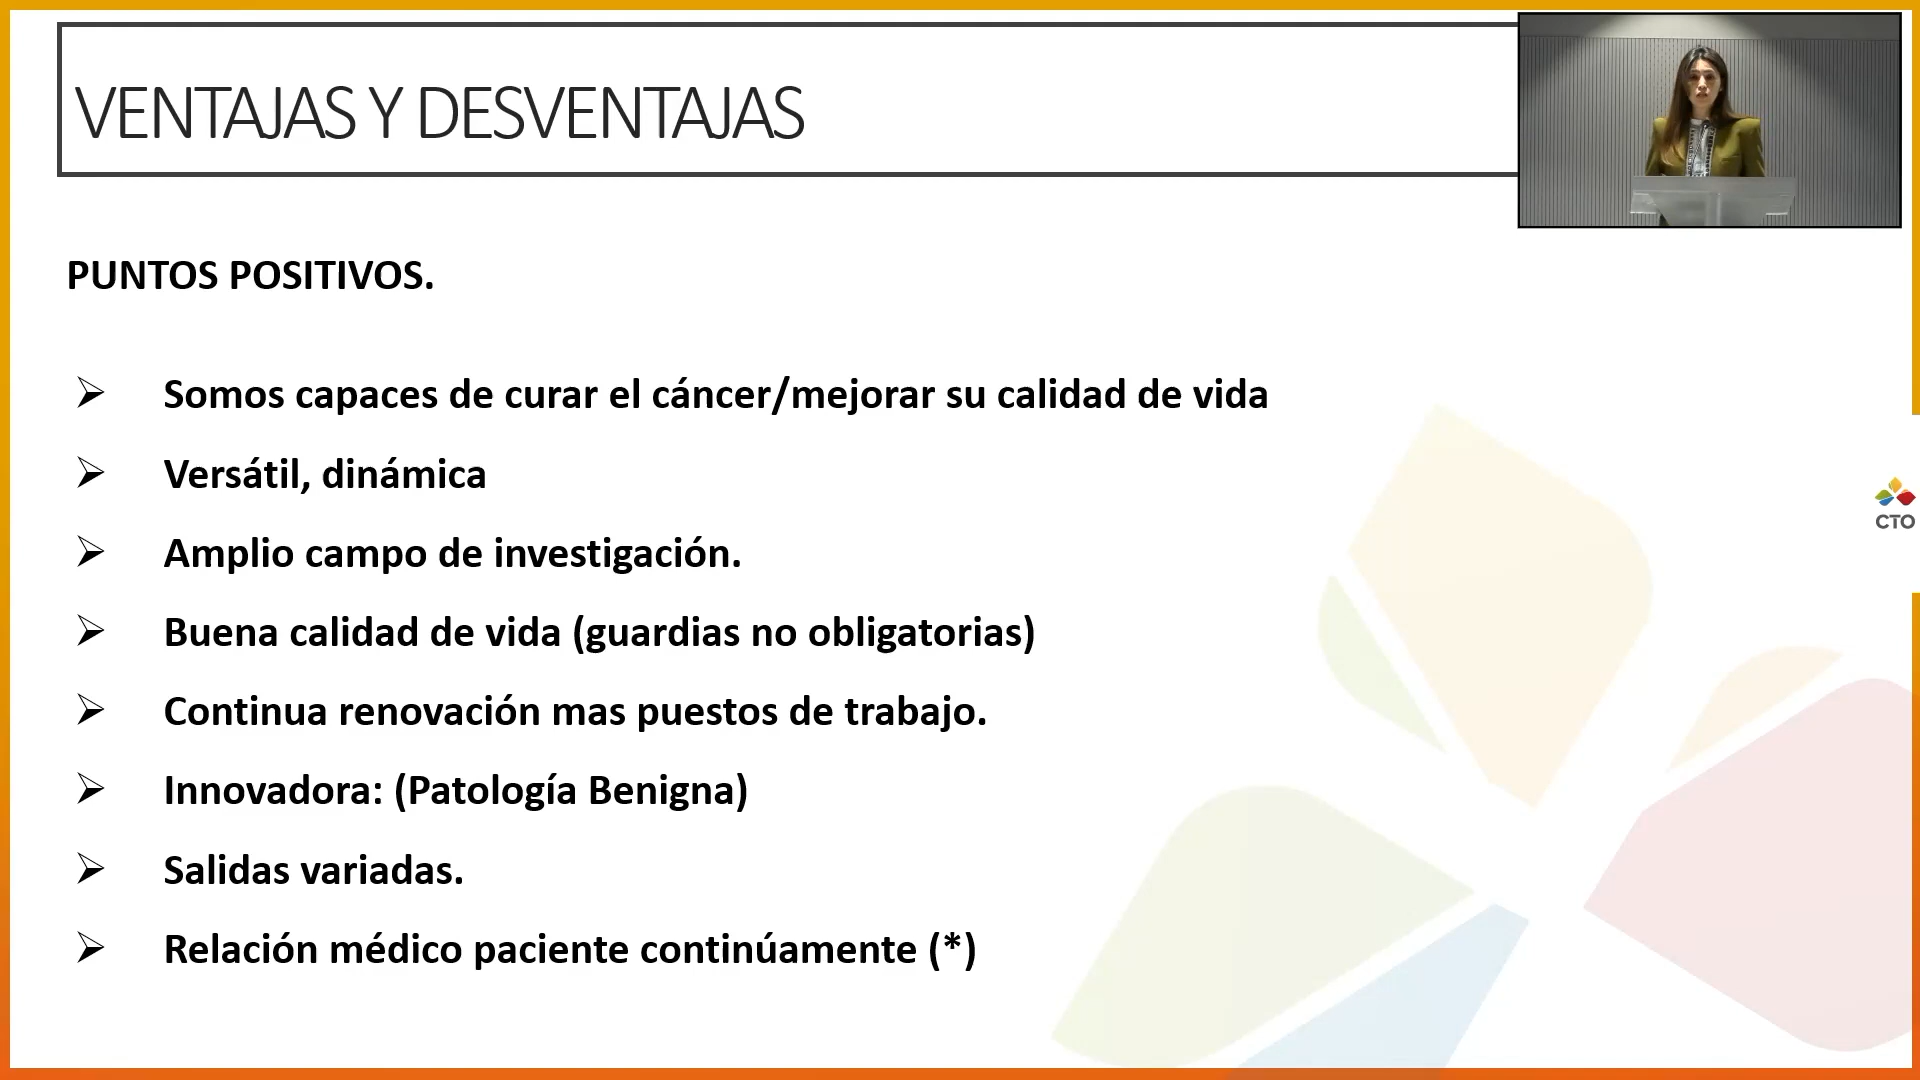 VENTAJAS Y DESVENTAJAS
PUNTOS POSITIVOS.
Somos capaces de curar el cáncer/mejorar su calidad de vida
Versátil, dinámica
Amplio campo de investigación.
Buena calidad de vida (guardias no obligatorias)
Continua renovación mas puestos de trabajo.
Innovadora: (Patología Benigna)
Salidas variadas.
Relación médico paciente continúamente (*)
CTO